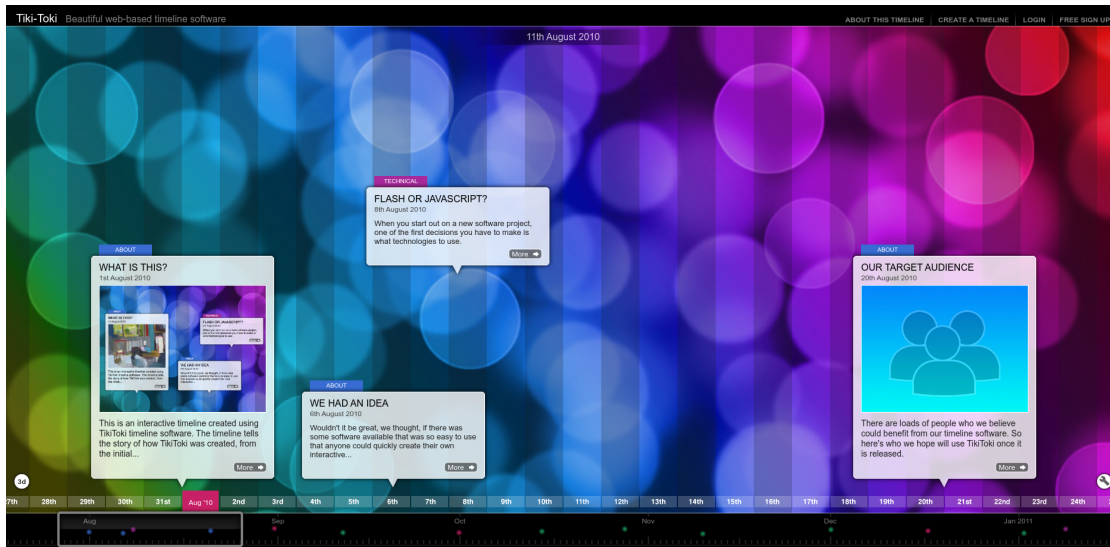 Tiki-Toki Beautiful web-based timeline software
ABOUT THIS TIMELINE CREATE A TIMELINE LOGIN FREE SIGN UP
11th August 2010
TECHNICAL
FLASH OR JAVASCRIPT?
8th August 2010
When you start out on a new software project,
one of the first decisions you have to make is
what technologies to use.
More
ABOUT
WHAT IS THIS?
1st August 2010
This is an interactive timeline created using
TikiToki timeline software. The timeline tells
the story of how TikiToki was created, from
the initial...
More
ABOUT
WE HAD AN IDEA
6th August 2010
Wouldn't it be great, we thought, if there was
some software available that was so easy to use
that anyone could quickly create their own
interactive...
More
ABOUT
OUR TARGET AUDIENCE
20th August 2010
There are loads of people who we believe
could benefit from our timeline software. So
here's who we hope will use TikiToki once it
is released.
More
3d
7th 28th 29th 30th 31st Aug '10 2nd 3rd 4th 5th 6th 7th 8th 9th 10th 11th 12th 13th 14th 15th 16th 17th 18th 19th 20th 21st 22nd 23rd 24th
Aug Sep Oct Nov Dec Jan 2011